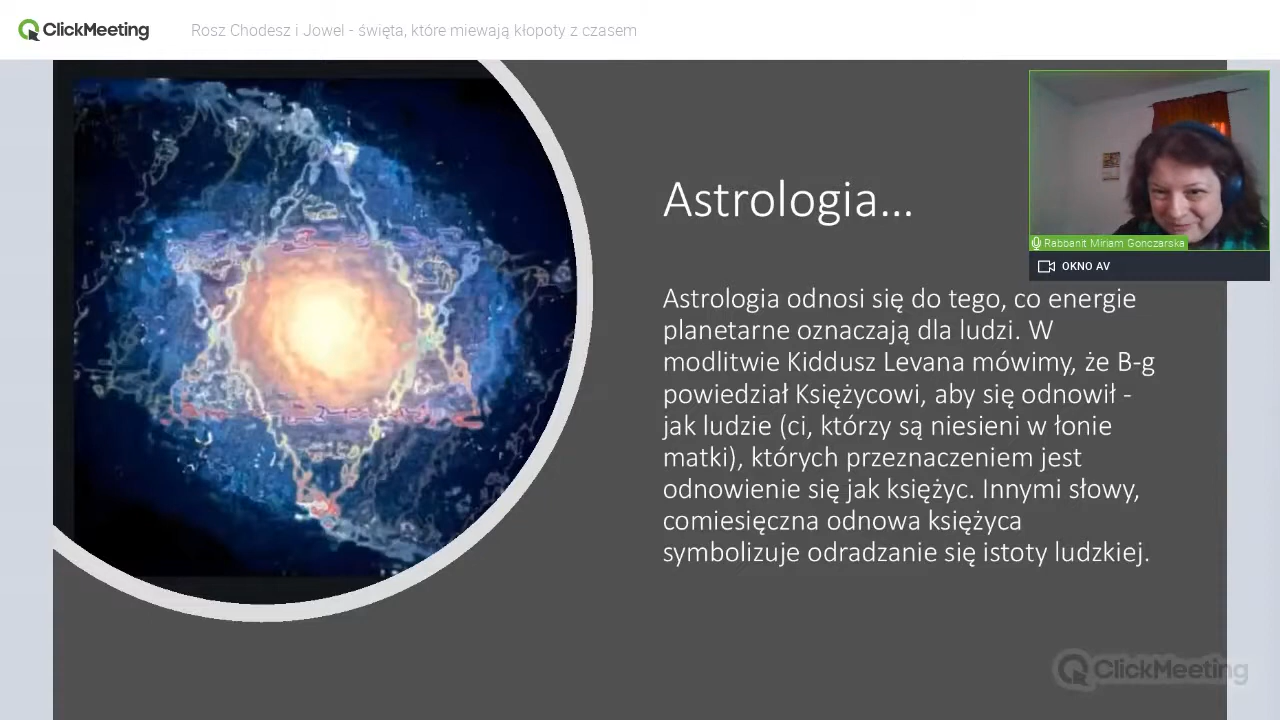 ClickMeeting
Rosz Chodesz i Jowel - święta, które miewają kłopoty z czasem
Astrologia...
Astrologia odnosi się do tego, co energie
planetarne oznaczają dla ludzi. W
modlitwie Kiddusz Levana mówimy, że B-g
powiedział Księżycowi, aby się odnowił -
jak ludzie (ci, którzy są niesieni w łonie
matki), których przeznaczeniem jest
odnowienie się jak księżyc. Innymi słowy,
comiesięczna odnowa księżyca
symbolizuje odradzanie się istoty ludzkiej.
Rabbanit Miriam Gonczarska
OKNO AV
ClickMeeting